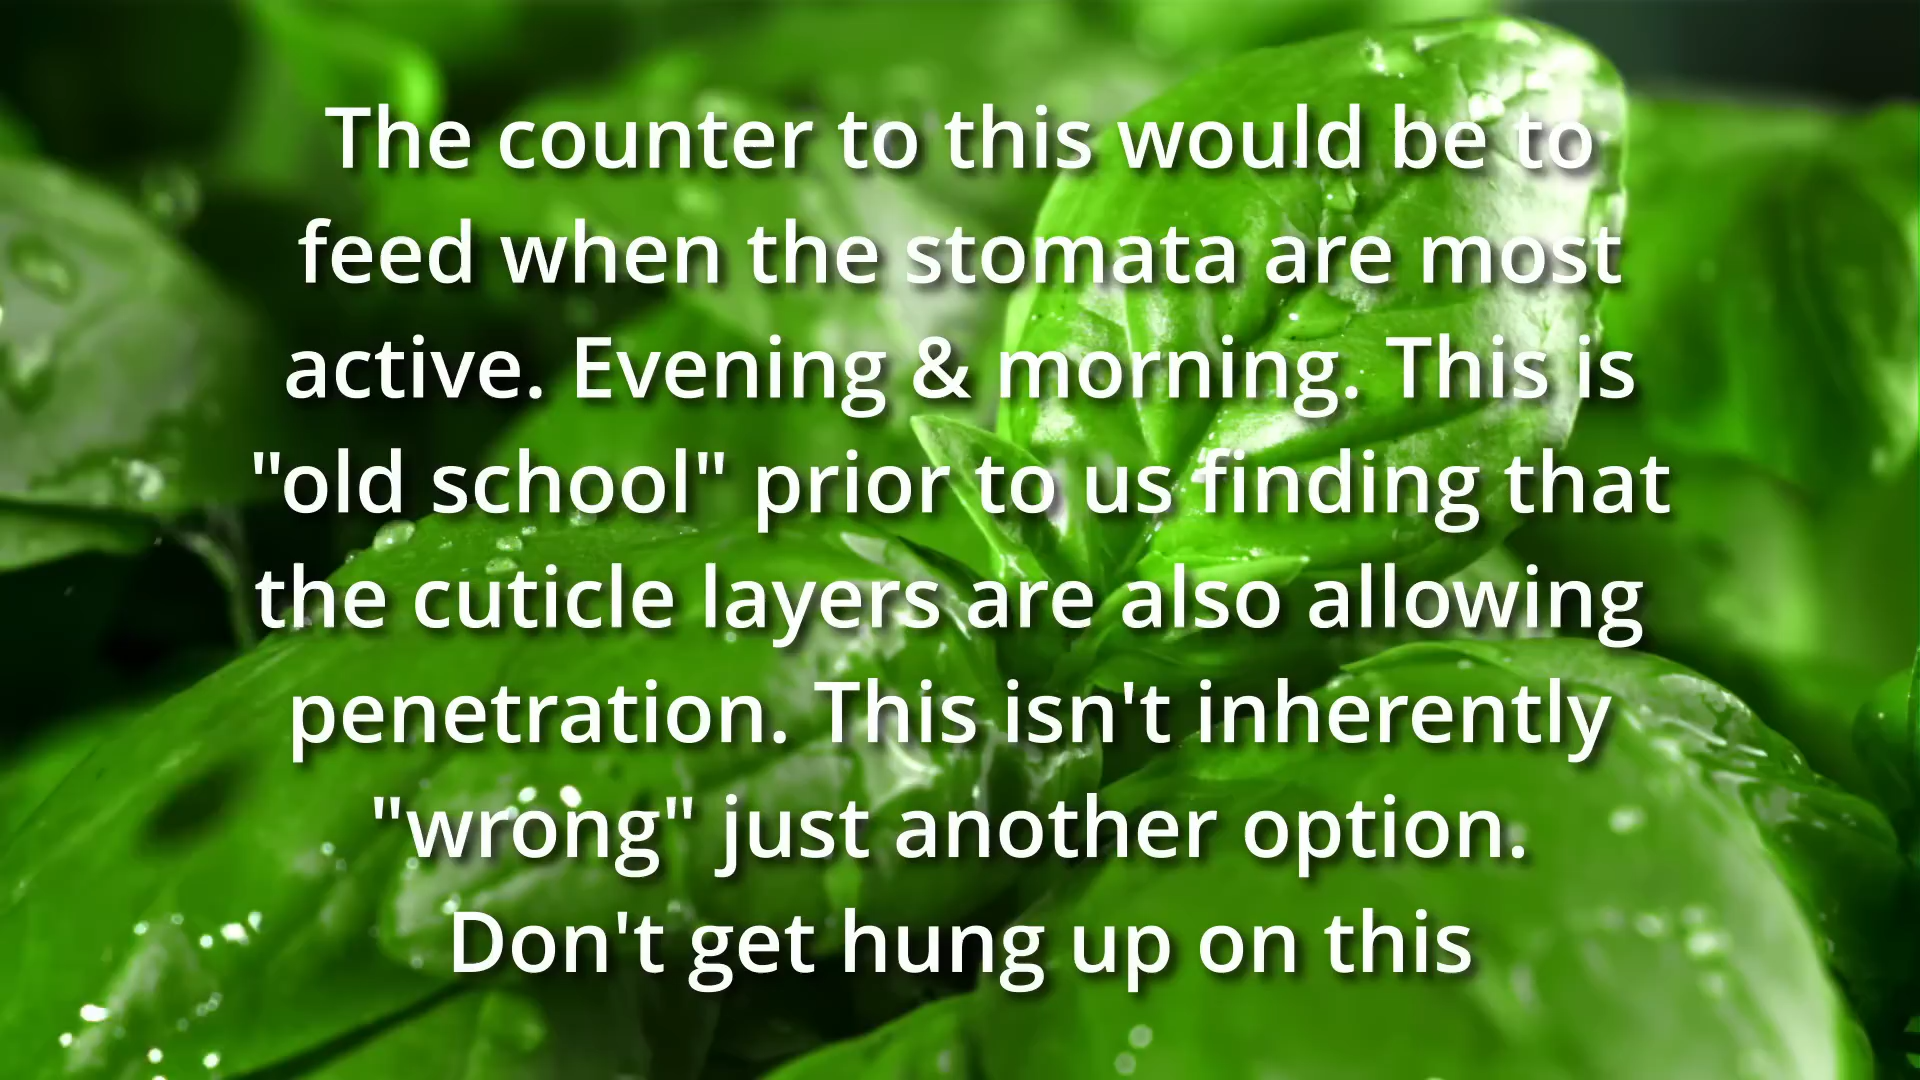 The counter to this would be to
feed when the stomata are most
active. Evening & morning. This is
"old school" prior to us finding that
the cuticle layers are also allowing
penetration. This isn't inherently
"wrong" just another option.
Don't get hung up on this